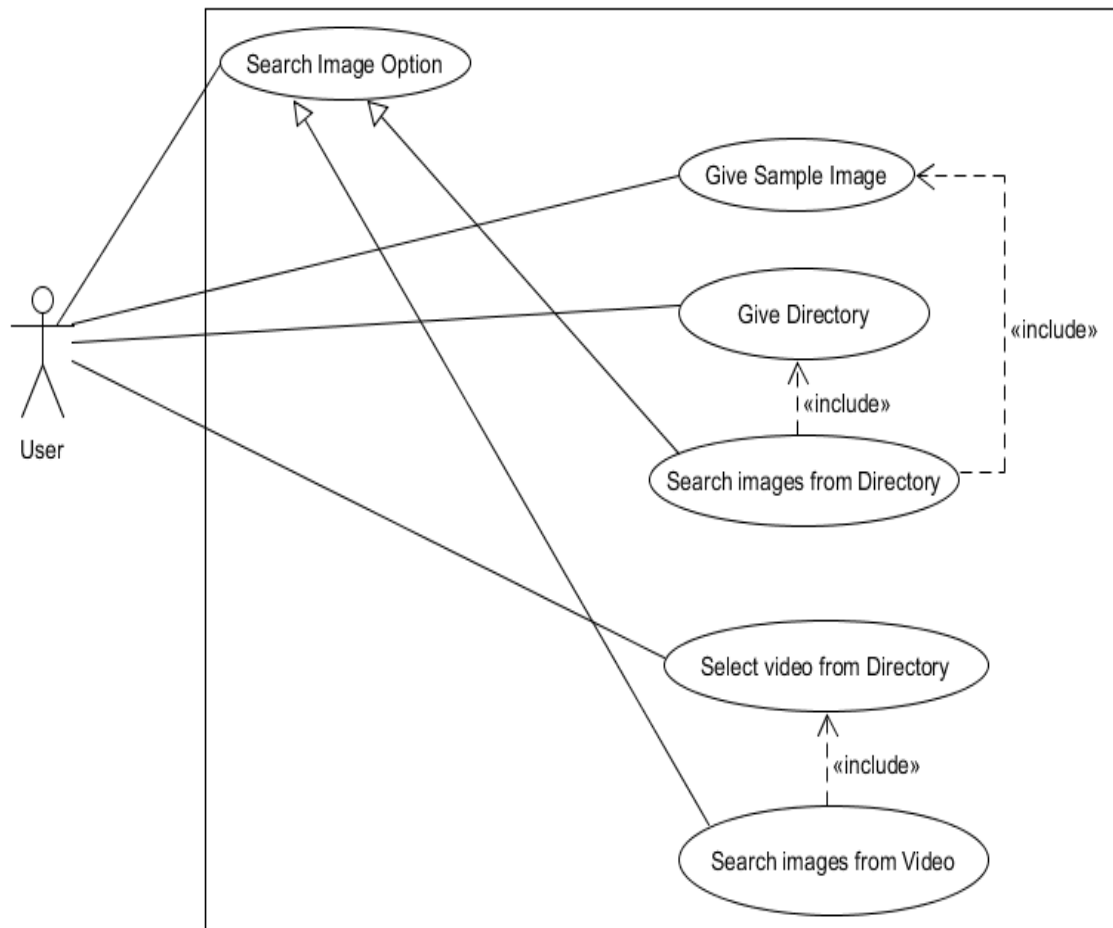 Search Image Option
Give Sample Image
Give Directory
«include»
«include»
User
Search images from Directory
Select video from Directory
«include»
Search images from Video